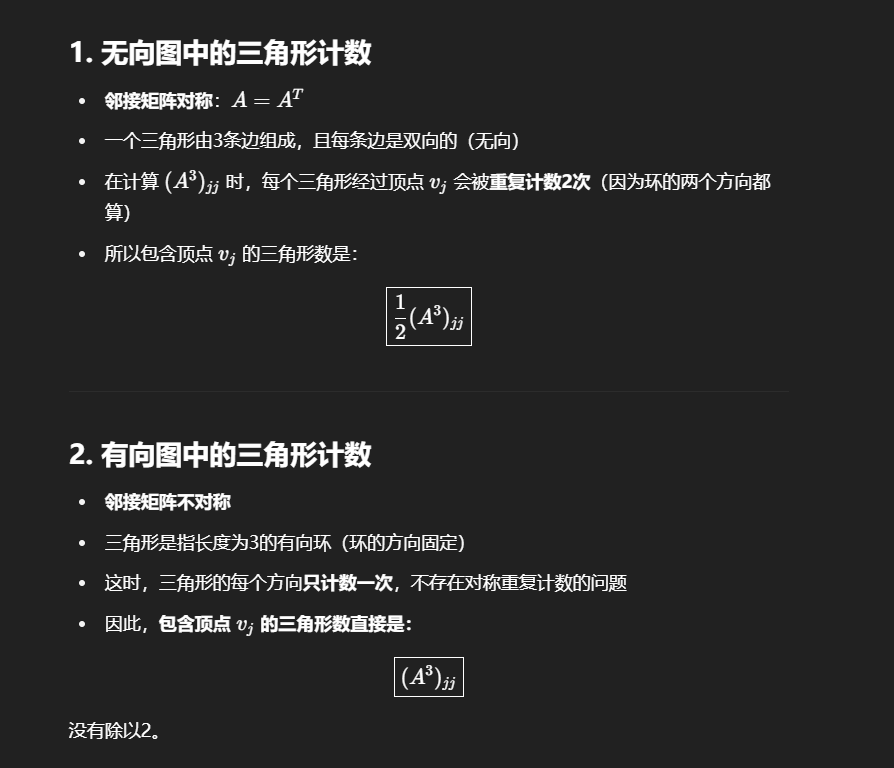 1. 无向图中的三角形计数
• 邻接矩阵对称：A = A^T
• 一个三角形由3条边组成，且每条边是双向的（无向）
• 在计算 (A^3)_{jj} 时，每个三角形经过顶点 v_j 会被重复计数2次（因为环的两个方向都
算）
• 所以包含顶点 v_j 的三角形数是：
\frac{1}{2}(A^3)_{jj}
2. 有向图中的三角形计数
• 邻接矩阵不对称
• 三角形是指长度为3的有向环（环的方向固定）
• 这时，三角形的每个方向只计数一次，不存在对称重复计数的问题
• 因此，包含顶点 v_j 的三角形数直接是：
(A^3)_{jj}
没有除以2。